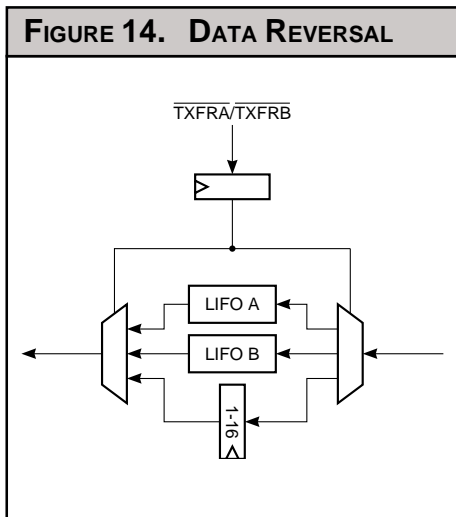 FIGURE 14. DATA REVERSAL
TXFRA/TXFRB
LIFO A
LIFO B
1-16